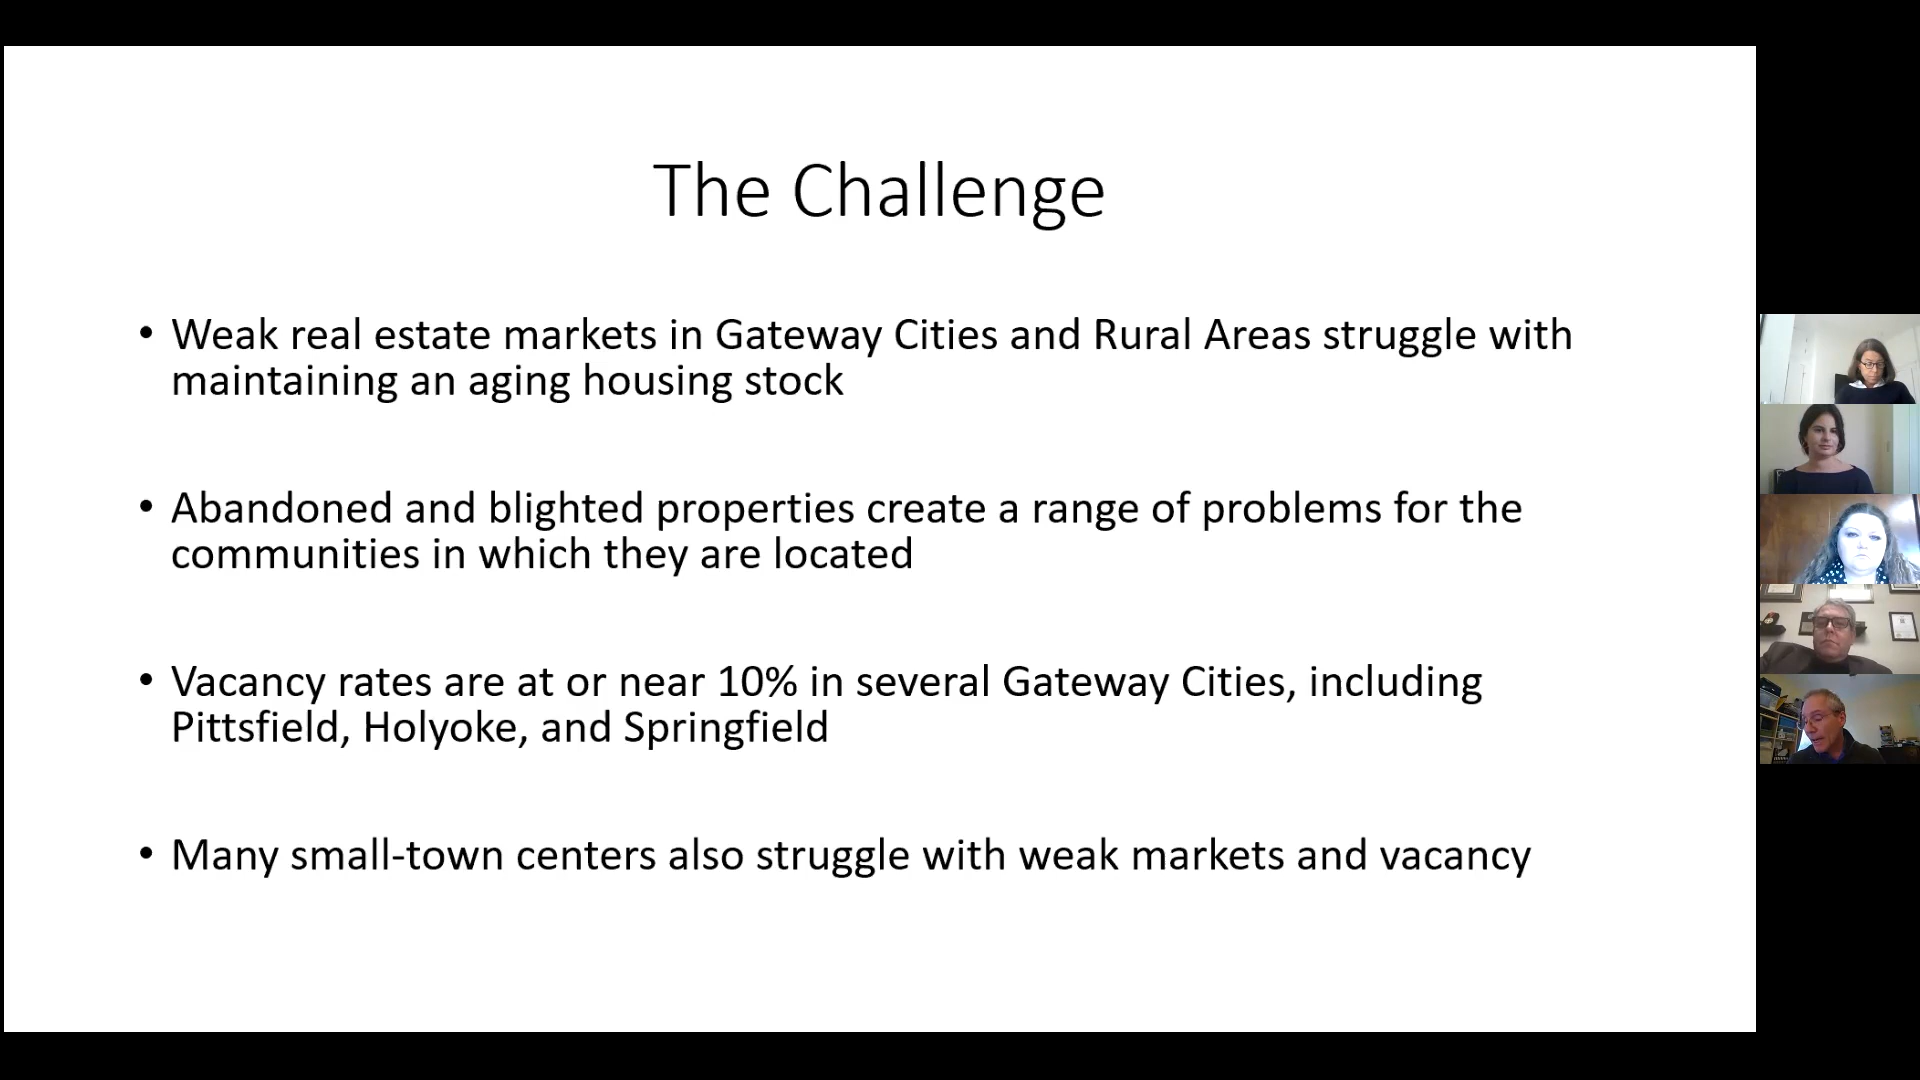 The Challenge
• Weak real estate markets in Gateway Cities and Rural Areas struggle with
maintaining an aging housing stock
• Abandoned and blighted properties create a range of problems for the
communities in which they are located
• Vacancy rates are at or near 10% in several Gateway Cities, including
Pittsfield, Holyoke, and Springfield
• Many small-town centers also struggle with weak markets and vacancy